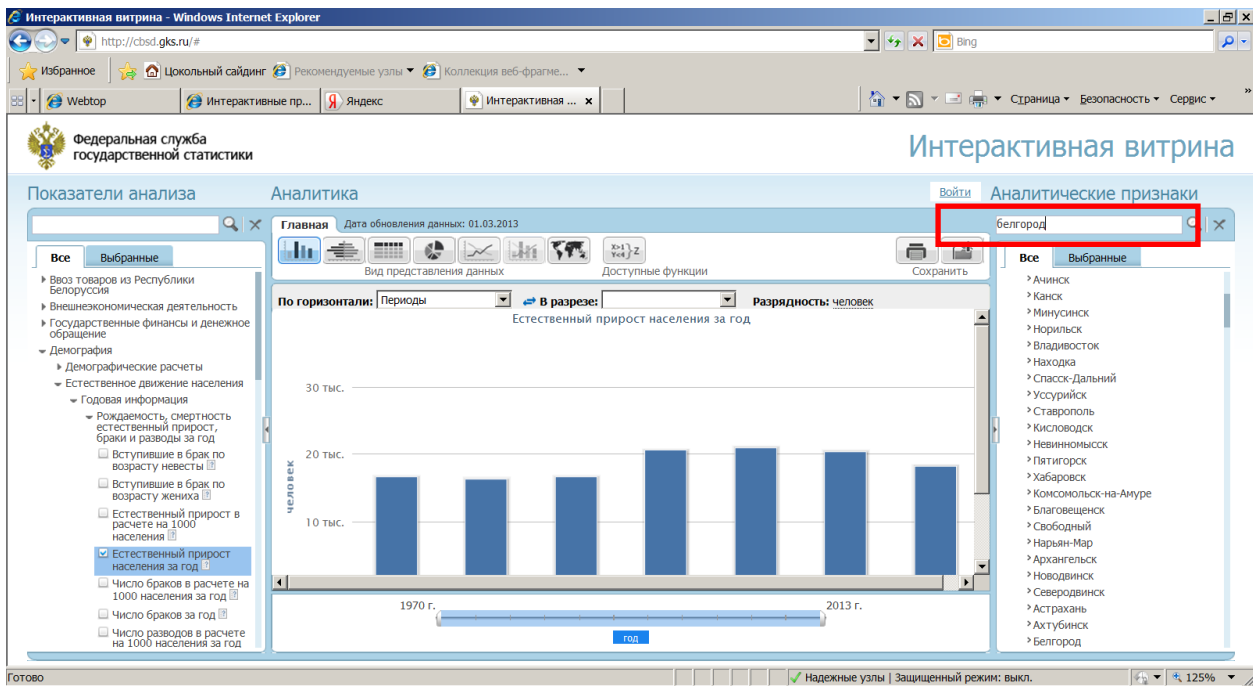 Интерактивная витрина - Windows Internet Explorer
http://cbsd.gks.ru/#
Bing
Избранное
Цокольный сайдинг
Рекомендуемые узлы
Коллекция веб-фрагме...
Webtop
Интерактивные пр...
Яндекс
Интерактивная ...
Страница
Безопасность
Сервис
Федеральная служба
государственной статистики
Интерактивная витрина
Показатели анализа
Все
Выбранные
Ввоз товаров из Республики
Белоруссия
Внешнеэкономическая деятельность
Государственные финансы и денежное
обращение
Демография
Демографические расчеты
Естественное движение населения
Годовая информация
Рождаемость, смертность
естественный прирост,
браки и разводы за год
Вступившие в брак по
возрасту невесты
Вступившие в брак по
возрасту жениха
Естественный прирост в
расчете на 1000
населения
Естественный прирост
населения за год
Число браков в расчете на
1000 населения за год
Число браков за год
Число разводов в расчете
на 1000 населения за год
Аналитика
Войти
Главная
Дата обновления данных: 01.03.2013
X>1
Y<4
}Z
Вид представления данных
Доступные функции
Сохранить
По горизонтали:
Периоды
В разрезе:
Разрядность: человек
Естественный прирост населения за год
человек
30 тыс.
20 тыс.
10 тыс.
1970 г.
2013 г.
год
Аналитические признаки
белгород
Все
Выбранные
Ачинск
Канск
Минусинск
Норильск
Владивосток
Находка
Спасск-Дальний
Уссурийск
Ставрополь
Кисловодск
Невинномысск
Пятигорск
Хабаровск
Комсомольск-на-Амуре
Благовещенск
Свободный
Нарьян-Мар
Архангельск
Новодвинск
Северодвинск
Астрахань
Ахтубинск
Белгород
Готово
Надежные узлы | Защищенный режим: выкл.
125%